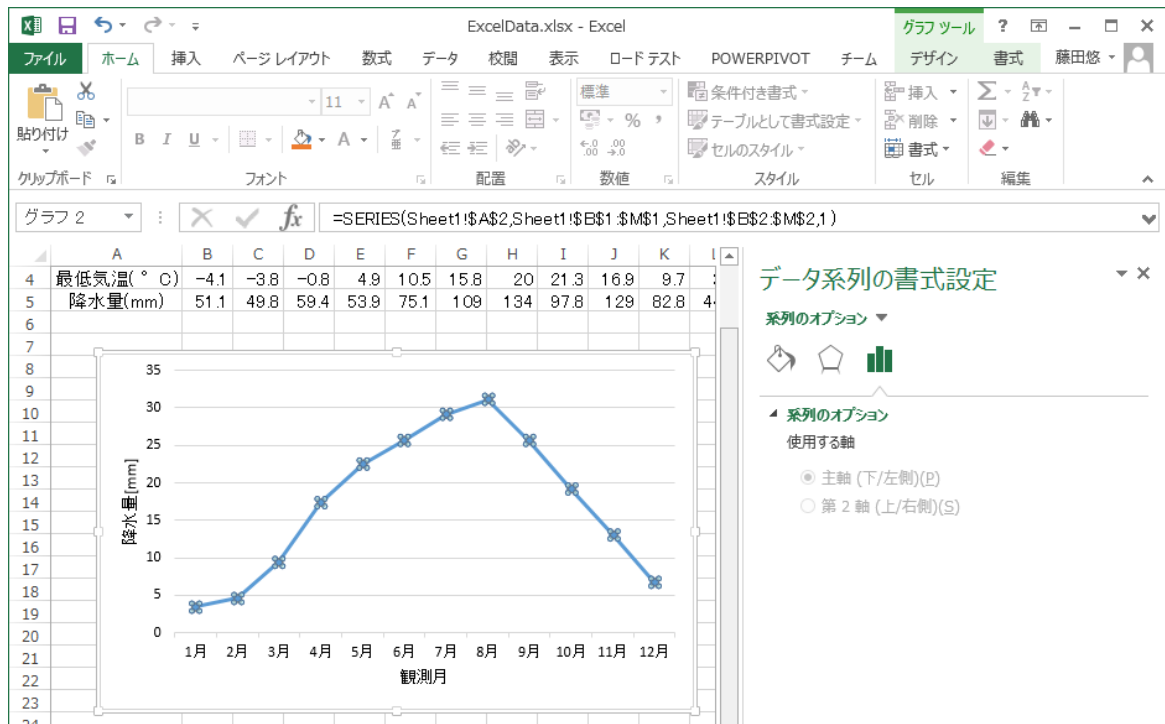 ExcelData.xlsx - Excel
グラフ ツール
?
ファイル ホーム 挿入 ページ レイアウト 数式 データ 校閲 表示 ロード テスト POWERPIVOT チーム デザイン 書式 藤田悠
貼り付け
11 A A
B I U A ア亜
標準
% ,
.00 .00 →.0
条件付き書式
テーブルとして書式設定
セルのスタイル
挿入
削除
書式
Σ
クリップボード フォント 配置 数値 スタイル セル 編集
グラフ 2 fx =SERIES(Sheet1!$A$2,Sheet1!$B$1:$M$1,Sheet1!$B$2:$M$2,1)
A B C D E F G H I J K L
4 最低気温(°C) -4.1 -3.8 -0.8 4.9 10.5 15.8 20 21.3 16.9 9.7
5 降水量(mm) 51.1 49.8 59.4 53.9 75.1 109 134 97.8 129 82.8
6
7
8
9
10
11
12
13
14
15
16
17
18
19
20
21
22
23
24
35
30
25
20
15
10
5
0
降水量[mm]
1月 2月 3月 4月 5月 6月 7月 8月 9月 10月 11月 12月
観測月
データ系列の書式設定
系列のオプション
系列のオプション
使用する軸
主軸 (下/左側)(P)
第 2 軸 (上/右側)(S)